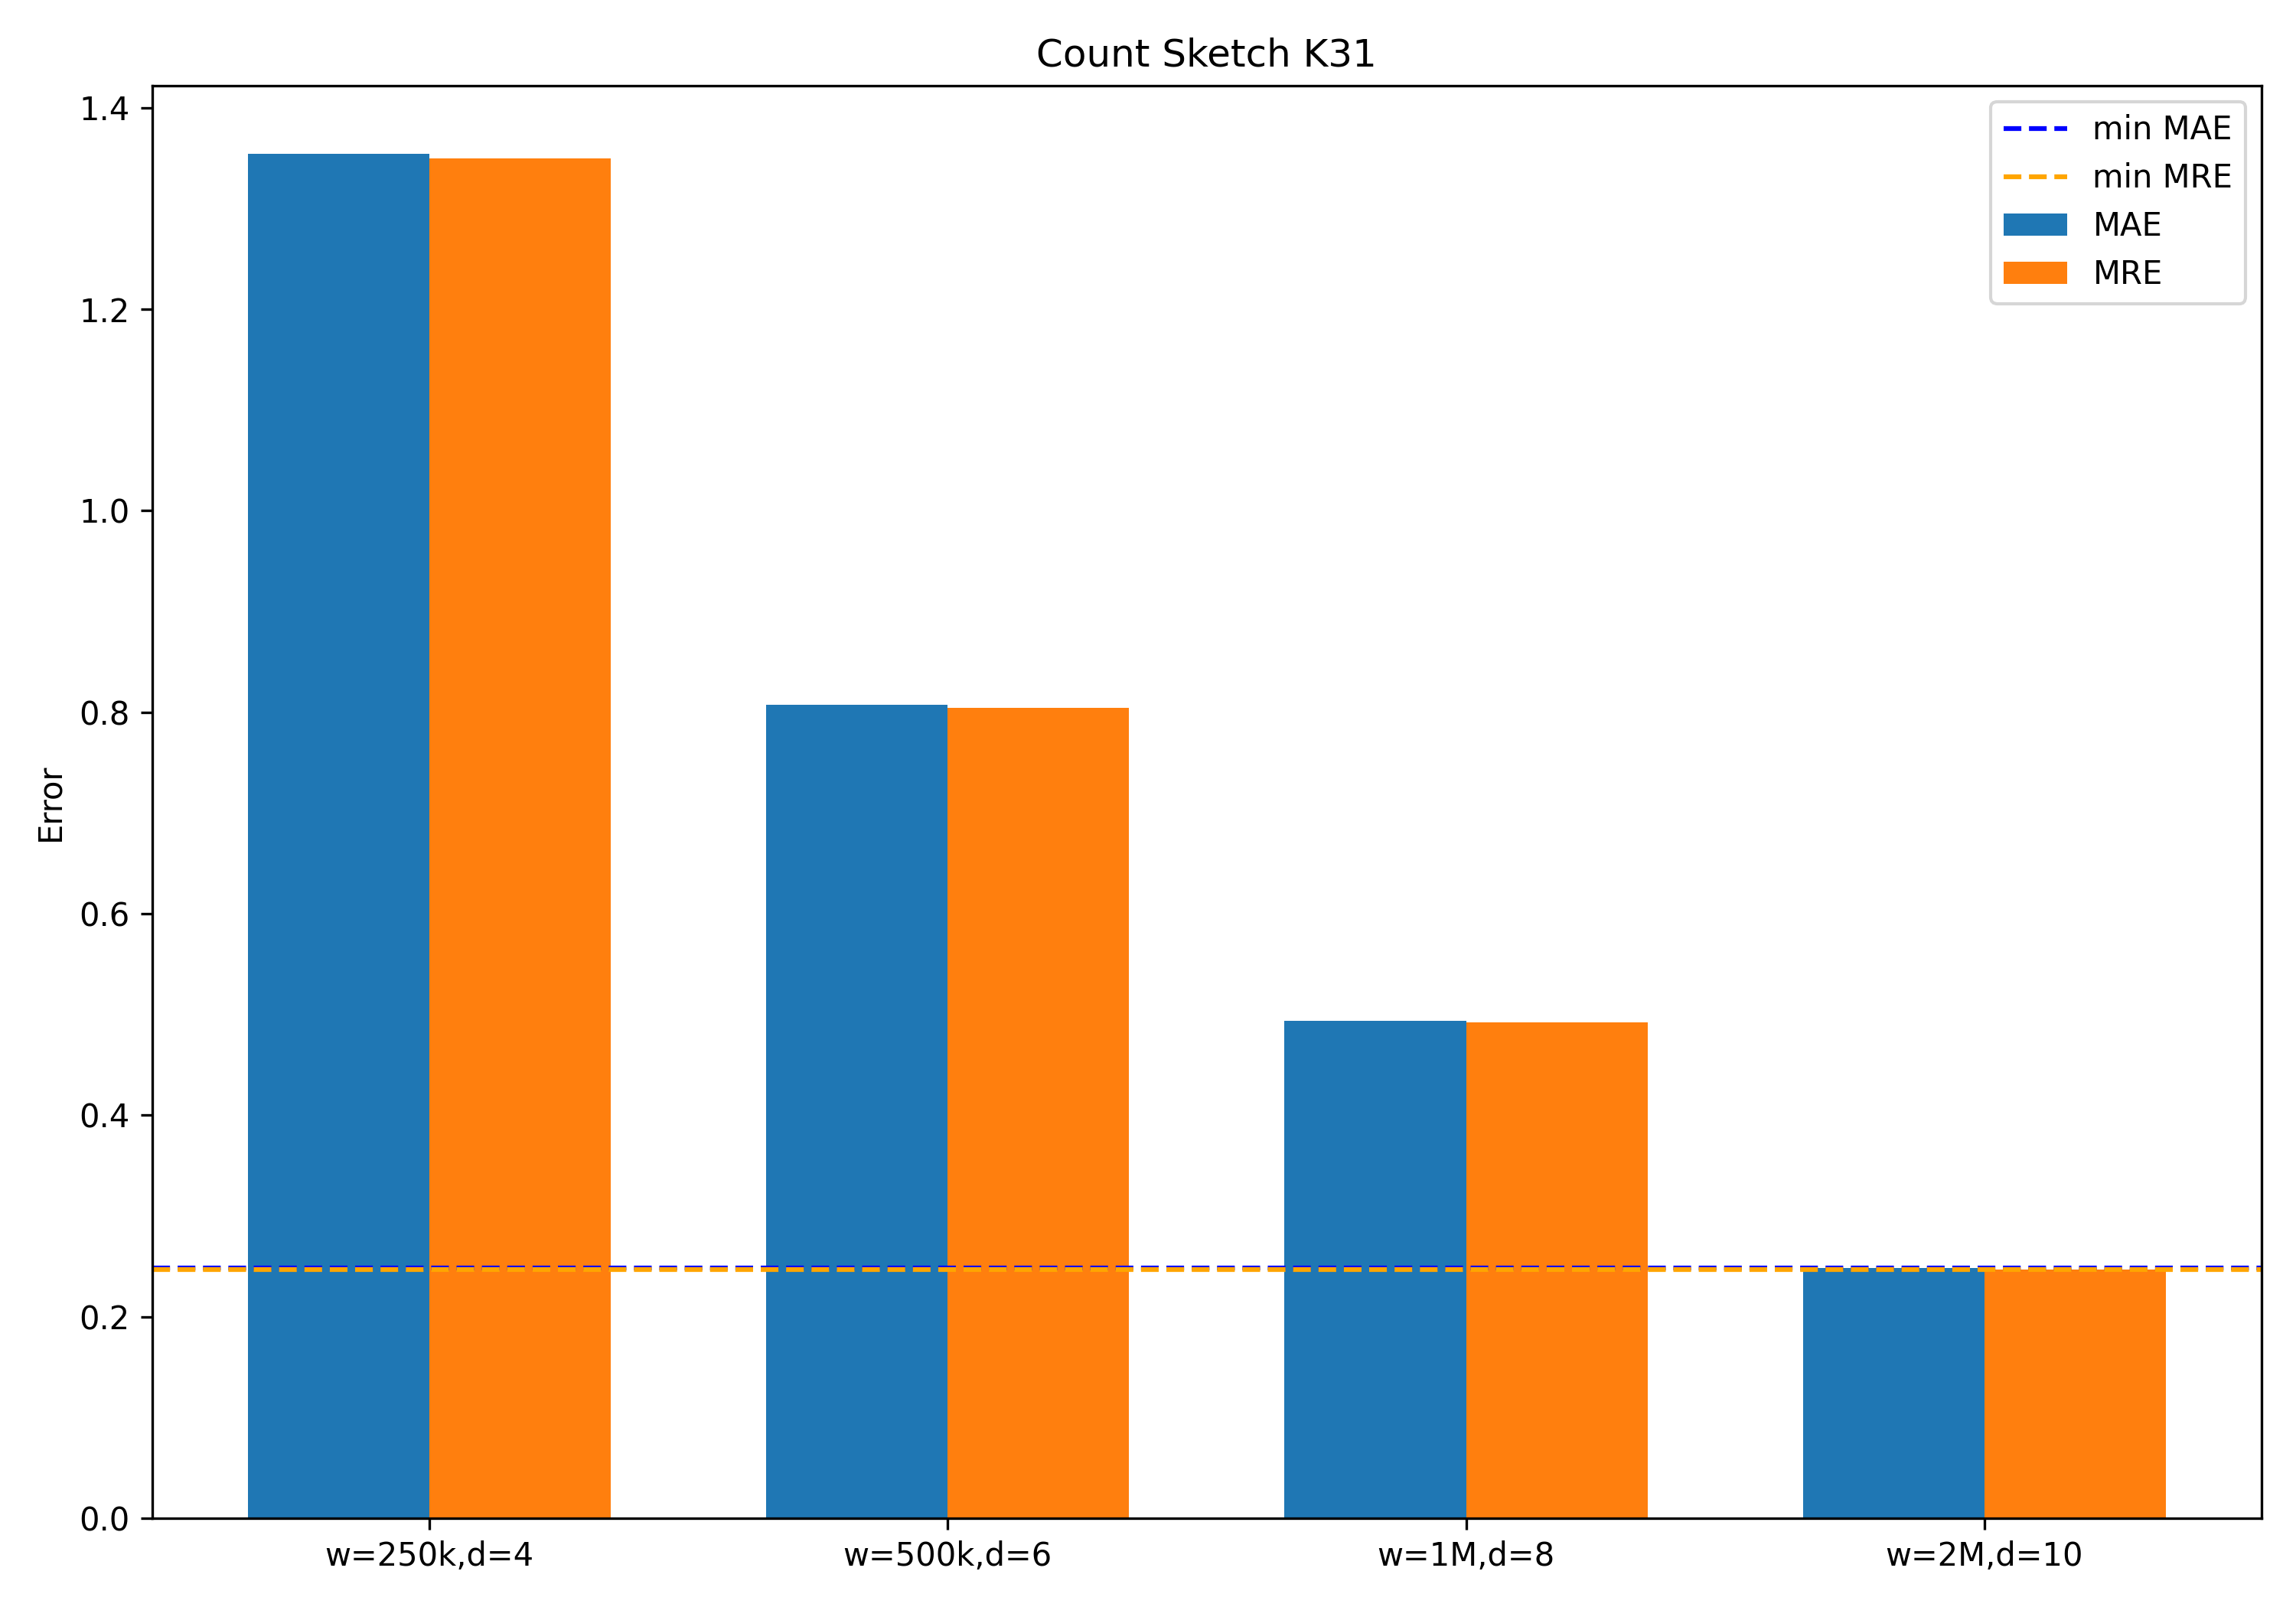 Count Sketch K31
1.4
1.2
1.0
0.8
0.6
0.4
0.2
0.0
Error
min MAE
min MRE
MAE
MRE
w=250k,d=4
w=500k,d=6
w=1M,d=8
w=2M,d=10